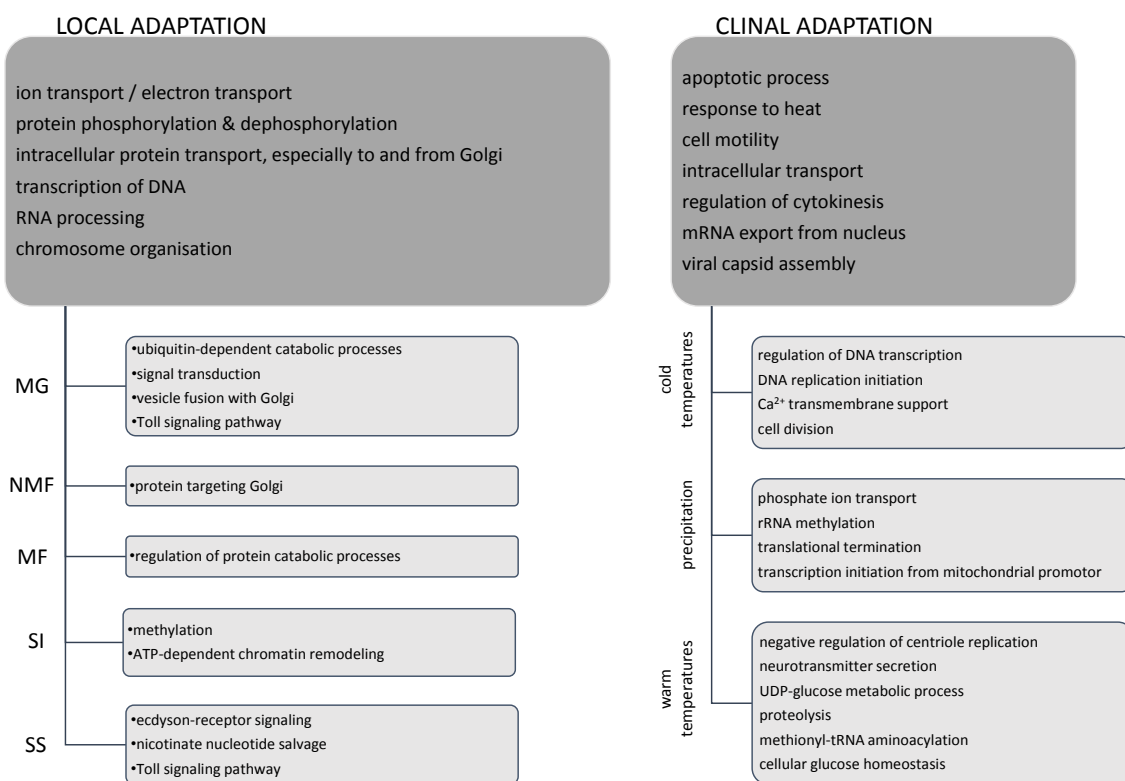 LOCAL ADAPTATION
ion transport / electron transport
protein phosphorylation & dephosphorylation
intracellular protein transport, especially to and from Golgi
transcription of DNA
RNA processing
chromosome organisation
MG
•ubiquitin-dependent catabolic processes
•signal transduction
•vesicle fusion with Golgi
•Toll signaling pathway
NMF
•protein targeting Golgi
MF
•regulation of protein catabolic processes
SI
•methylation
•ATP-dependent chromatin remodeling
SS
•ecdyson-receptor signaling
•nicotinate nucleotide salvage
•Toll signaling pathway
CLINAL ADAPTATION
apoptotic process
response to heat
cell motility
intracellular transport
regulation of cytokinesis
mRNA export from nucleus
viral capsid assembly
cold
temperatures
regulation of DNA transcription
DNA replication initiation
Ca²⁺ transmembrane support
cell division
precipitation
phosphate ion transport
rRNA methylation
translational termination
transcription initiation from mitochondrial promotor
warm
temperatures
negative regulation of centriole replication
neurotransmitter secretion
UDP-glucose metabolic process
proteolysis
methionyl-tRNA aminoacylation
cellular glucose homeostasis